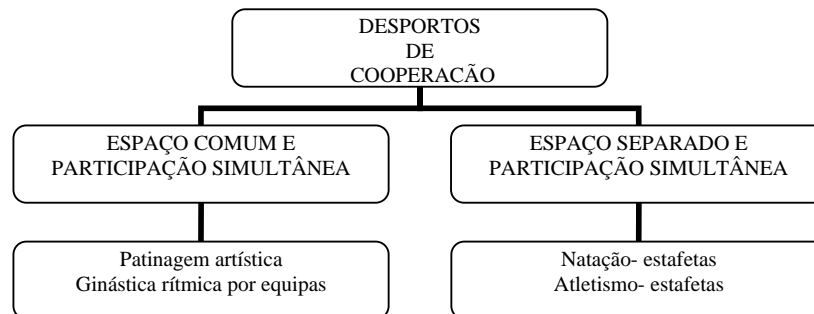 DESPORTOS
DE
COOPERACÃO
ESPAÇO COMUM E
PARTICIPAÇÃO SIMULTÂNEA
ESPAÇO SEPARADO E
PARTICIPAÇÃO SIMULTÂNEA
Patinagem artística
Ginástica rítmica por equipas
Natação- estafetas
Atletismo- estafetas